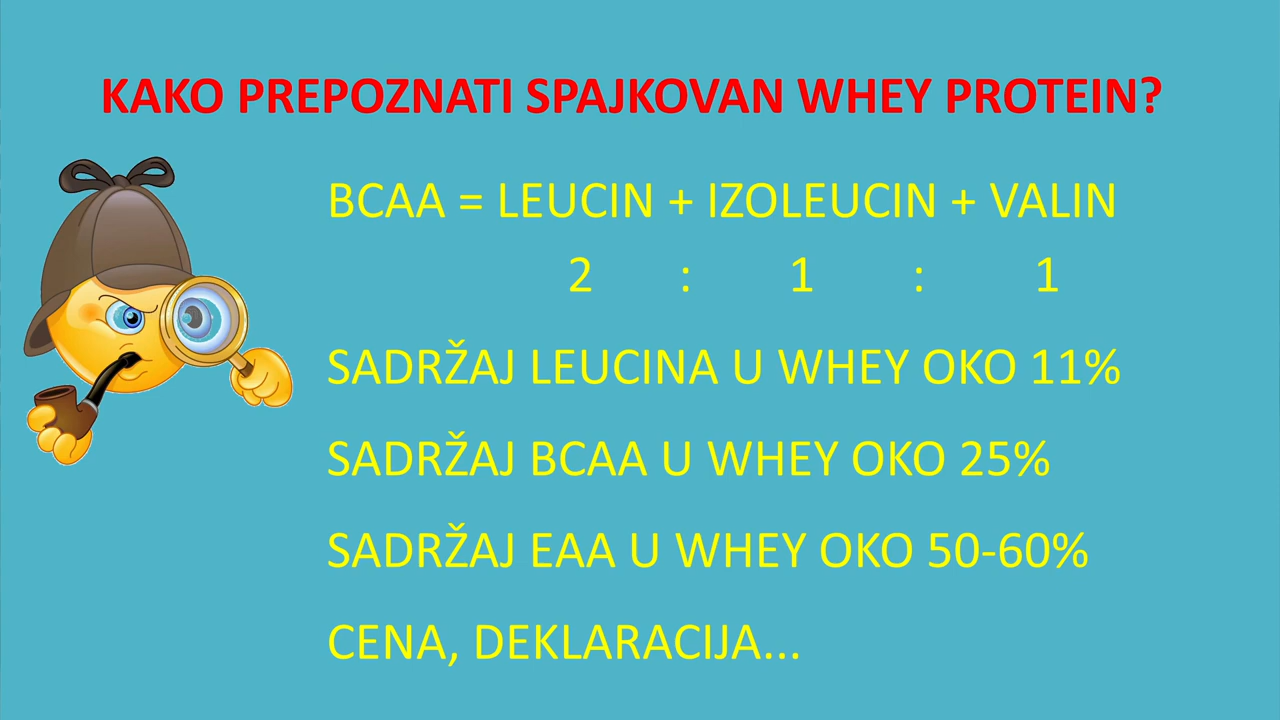 KAKO PREPOZNATI SPAJKOVAN WHEY PROTEIN?
BCAA = LEUCIN + IZOLEUCIN + VALIN
2 : 1 : 1
SADRŽAJ LEUCINA U WHEY OKO 11%
SADRŽAJ BCAA U WHEY OKO 25%
SADRŽAJ EAA U WHEY OKO 50-60%
CENA, DEKLARACIJA...